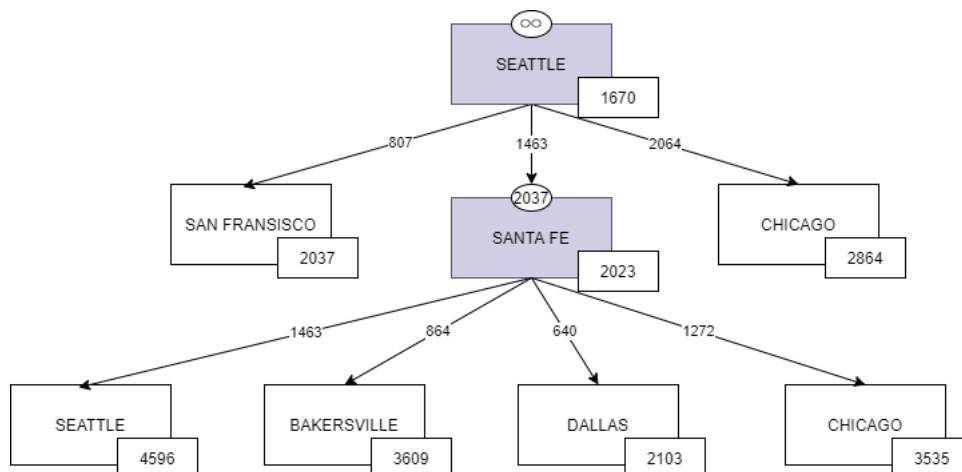 ∞
SEATTLE
1670
807
1463
2064
SAN FRANSISCO
2037
2037
SANTA FE
2023
CHICAGO
2864
1463
864
640
1272
SEATTLE
4596
BAKERSVILLE
3609
DALLAS
2103
CHICAGO
3535